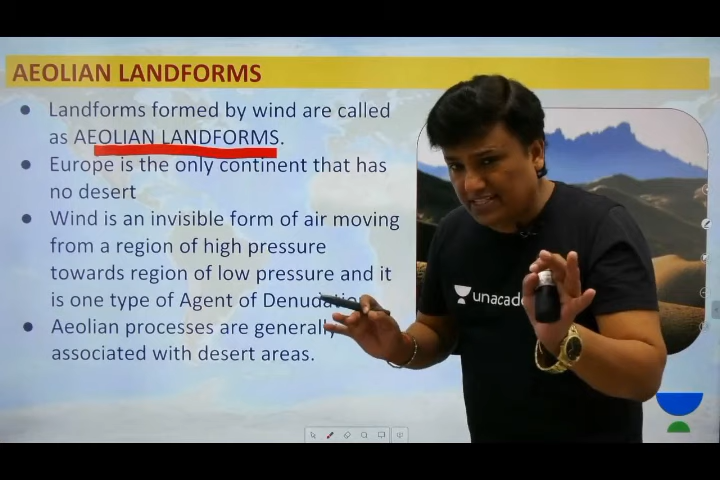 AEOLIAN LANDFORMS
● Landforms formed by wind are called
as AEOLIAN LANDFORMS.
● Europe is the only continent that has
no desert
● Wind is an invisible form of air moving
from a region of high pressure
towards region of low pressure and it
is one type of Agent of
● Aeolian processes are generally
associated with desert areas.